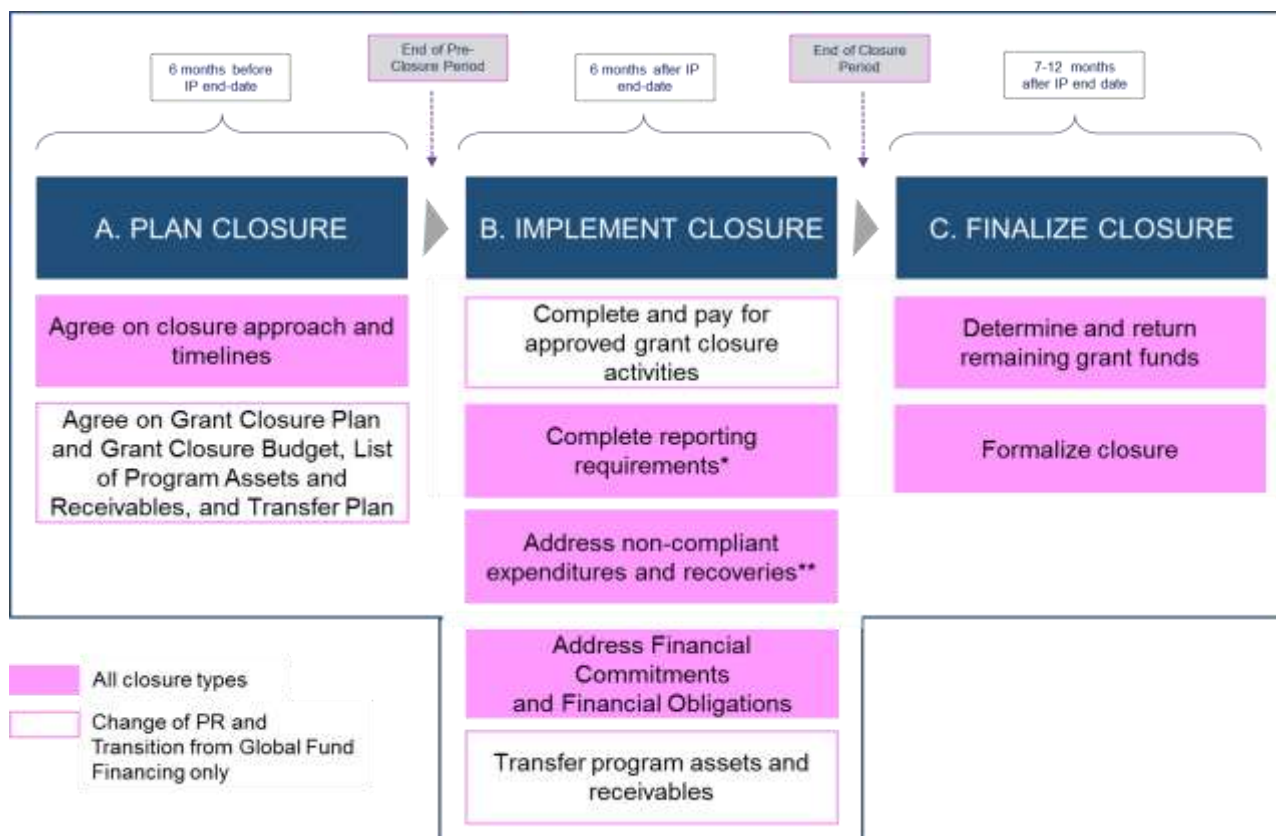 End of Pre-
Closure Period
End of Closure
Period
6 months before
IP end-date
6 months after IP
end-date
7-12 months
after IP end date
A. PLAN CLOSURE
B. IMPLEMENT CLOSURE
C. FINALIZE CLOSURE
Agree on closure approach and
timelines
Agree on Grant Closure Plan
and Grant Closure Budget, List
of Program Assets and
Receivables, and Transfer Plan
Complete and pay for
approved grant closure
activities
Complete reporting
requirements*
Address non-compliant
expenditures and recoveries**
Address Financial
Commitments
and Financial Obligations
Transfer program assets and
receivables
Determine and return
remaining grant funds
Formalize closure
All closure types
Change of PR and
Transition from Global Fund
Financing only